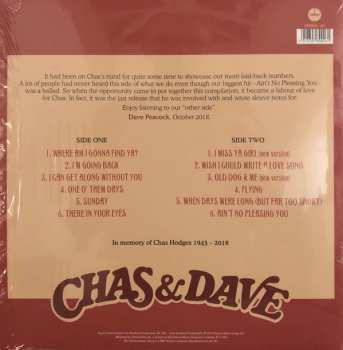 It had been on Chas's mind for quite some time to showcase our more laid-back numbers.
A lot of people had never heard this side of what we do even though our biggest hit – Ain't No Pleasing You –
was a ballad. So when the opportunity came to put together this compilation, it became a labour of love
for Chas. In fact, it was the last release that he was involved with and wrote sleeve notes for.
Enjoy listening to our "other side".
Dave Peacock, October 2018.
SIDE ONE
1. WHERE AM I GONNA FIND YA?
2. I'M GOING BACK
3. I CAN GET ALONG WITHOUT YOU
4. ONE O' THEM DAYS
5. SUNDAY
6. THERE IN YOUR EYES
SIDE TWO
1. I MISS YA GIRL (NEW VERSION)
2. WISH I COULD WRITE A LOVE SONG
3. OLD DOG & ME (NEW VERSION)
4. FLYING
5. WHEN DAYS WERE LONG (BUT FAR TOO SHORT)
6. AIN'T NO PLEASING YOU
In memory of Chas Hodges 1943 - 2018
CHAS & DAVE